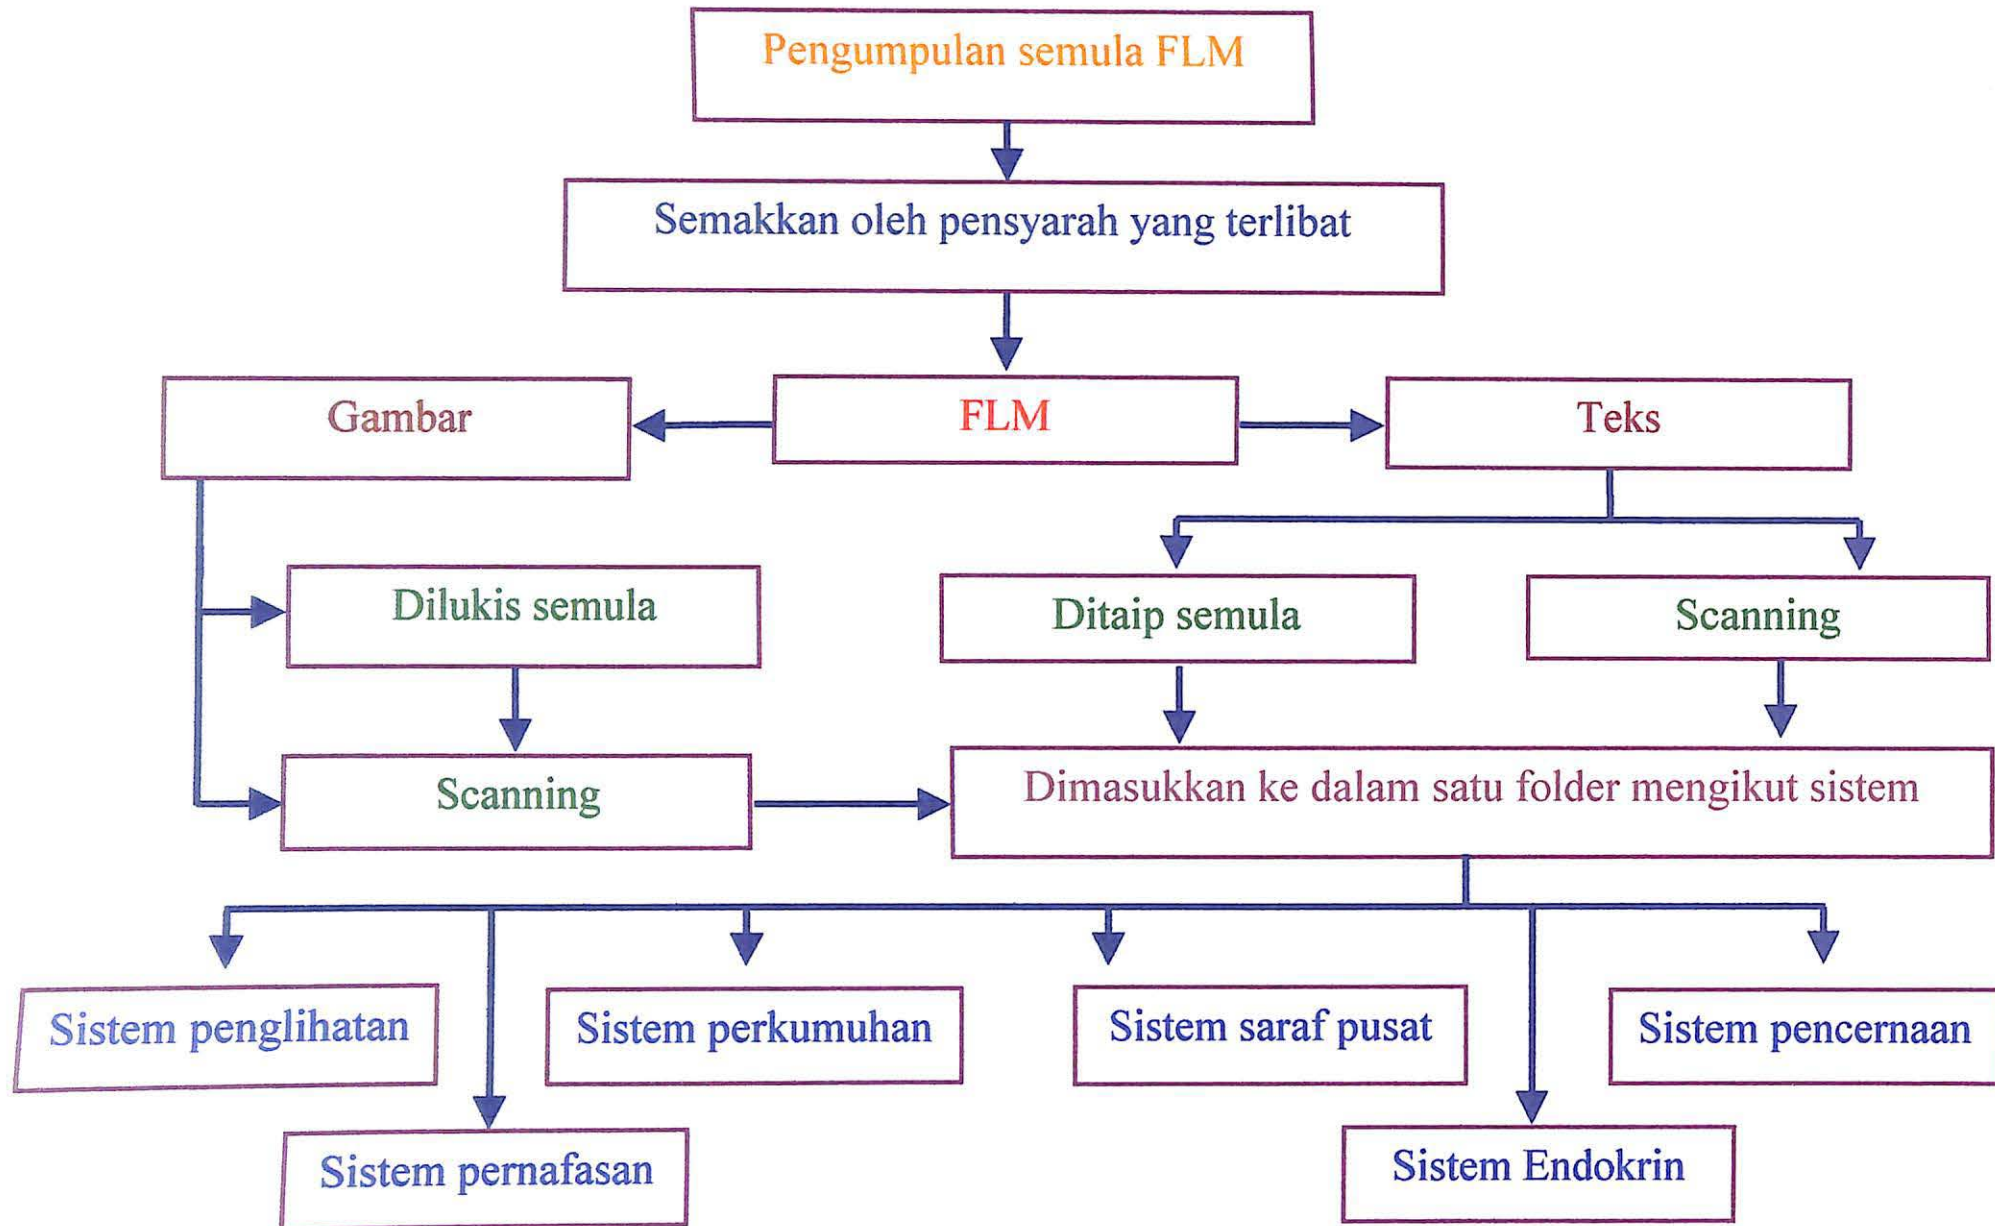 Pengumpulan semula FLM
Semakkan oleh pensyarah yang terlibat
Gambar
FLM
Teks
Dilukis semula
Ditaip semula
Scanning
Scanning
Dimasukkan ke dalam satu folder mengikut sistem
Sistem penglihatan
Sistem perkumuhan
Sistem saraf pusat
Sistem pencernaan
Sistem pernafasan
Sistem Endokrin